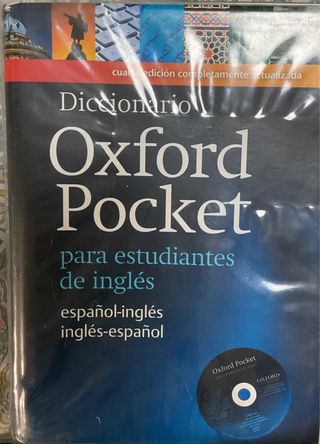 cuarta edición completamente actualizada
Diccionario
Oxford
Pocket
para estudiantes
de inglés
español-inglés
inglés-español
Oxford Pocket
OXFORD